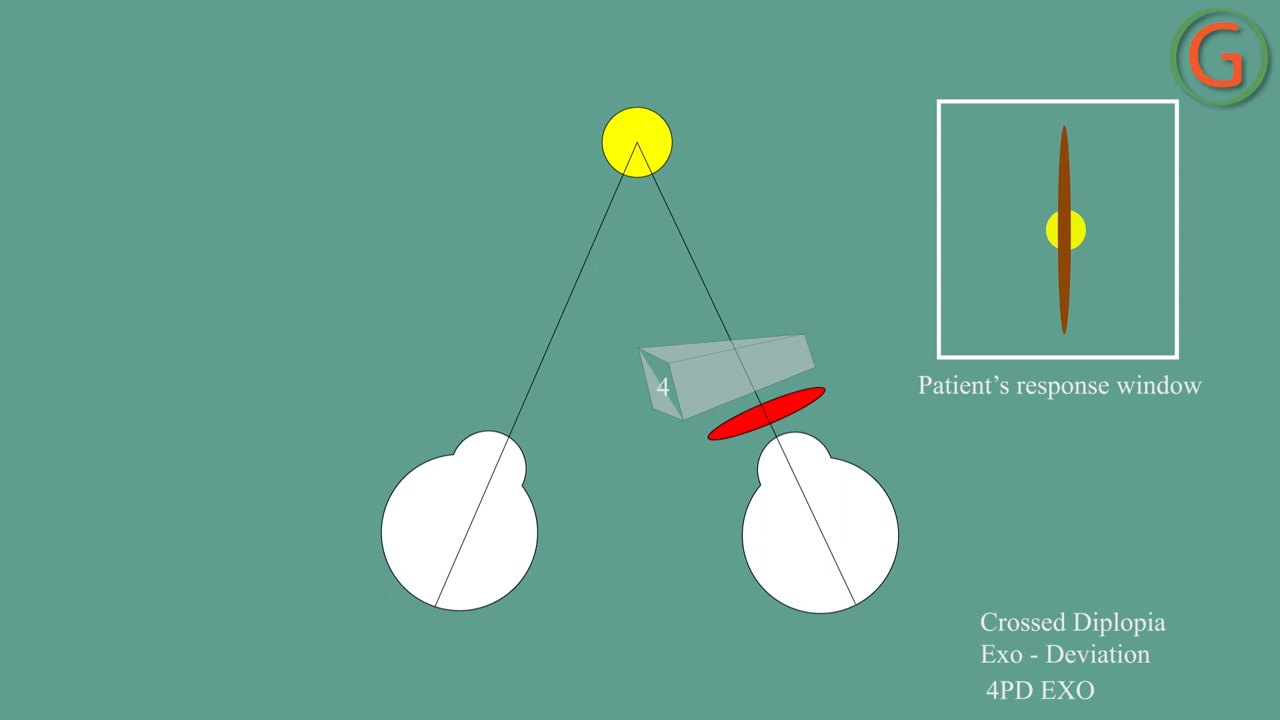 G
4
Patient’s response window
Crossed Diplopia
Exo - Deviation
4PD EXO